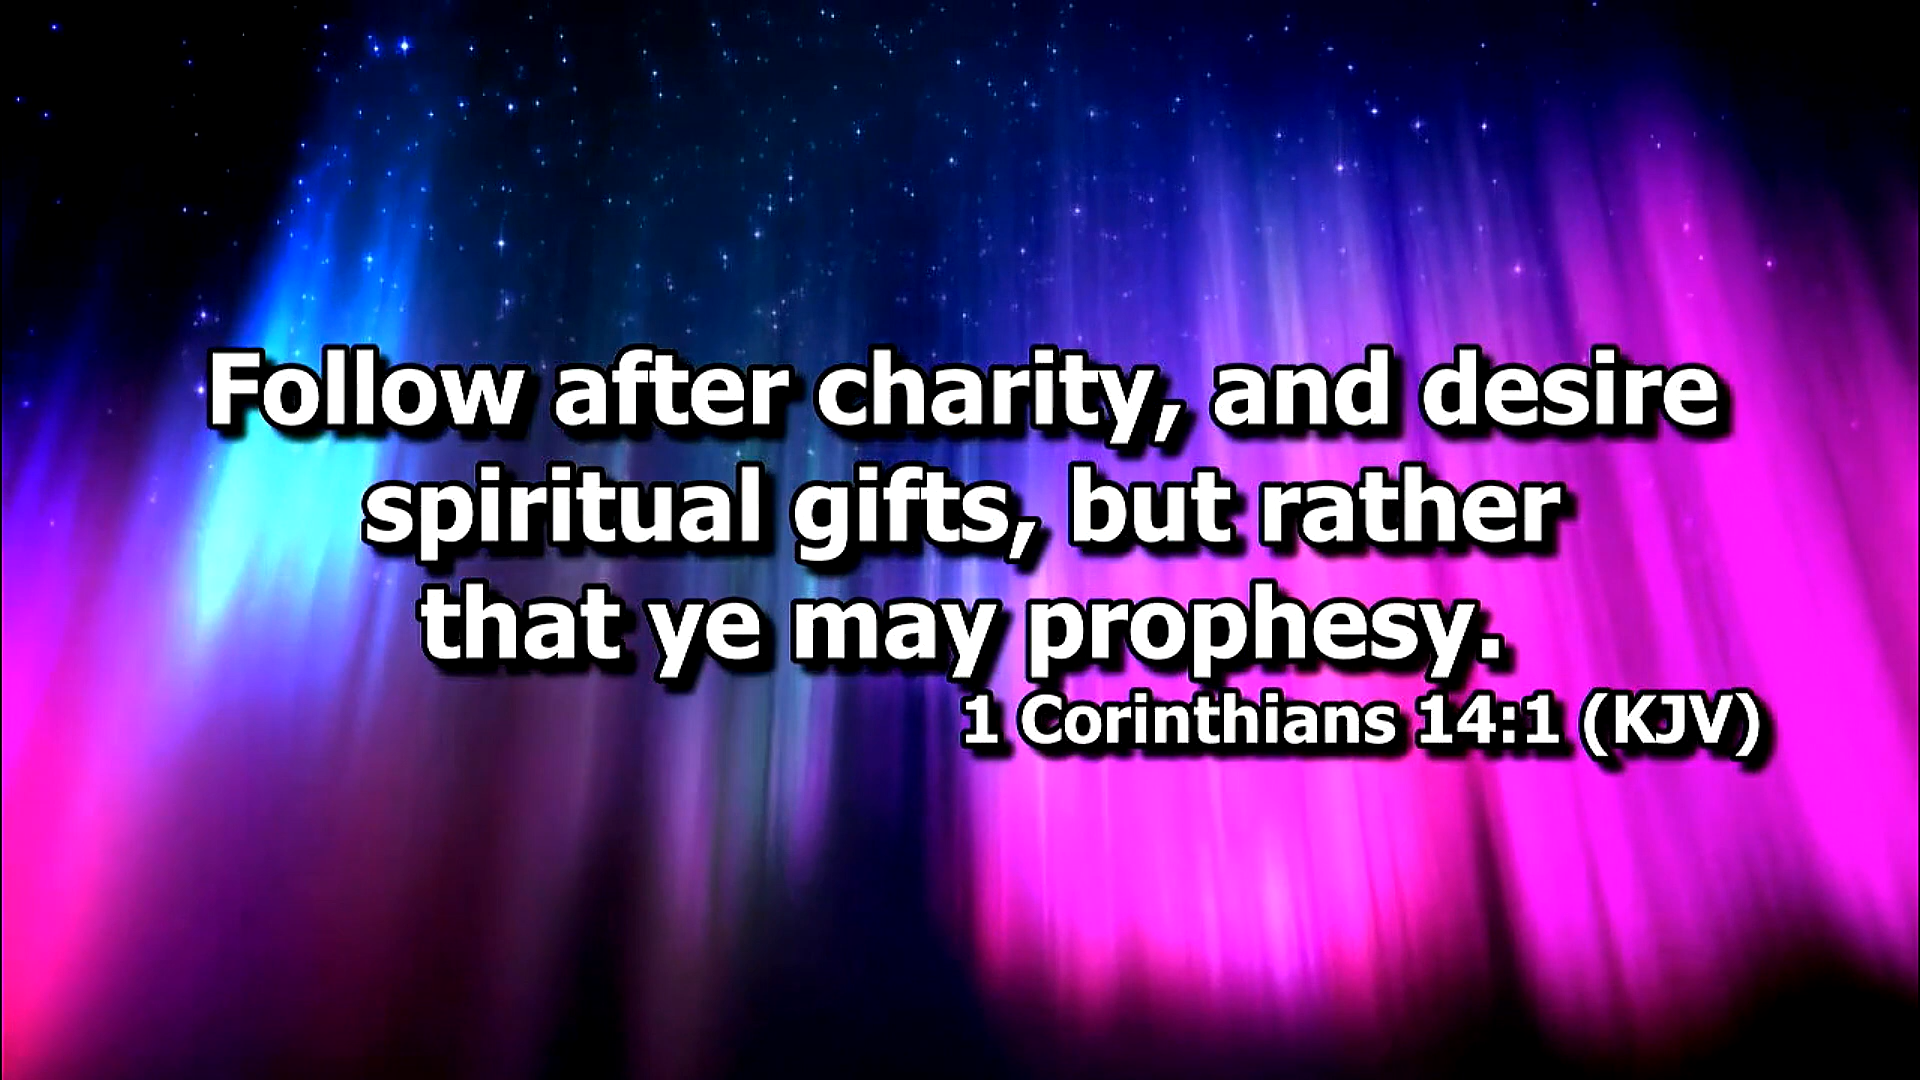 Follow after charity, and desire
spiritual gifts, but rather
that ye may prophesy.
1 Corinthians 14:1 (KJV)